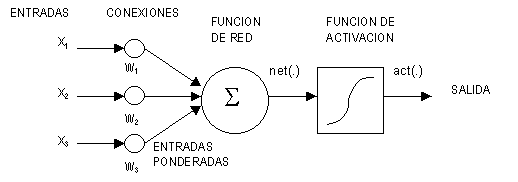 ENTRADAS
CONEXIONES
FUNCION
DE RED
FUNCION DE
ACTIVACION
X1
W1
X2
W2
X3
W3
Σ
net(.)
act(.)
SALIDA
ENTRADAS
PONDERADAS